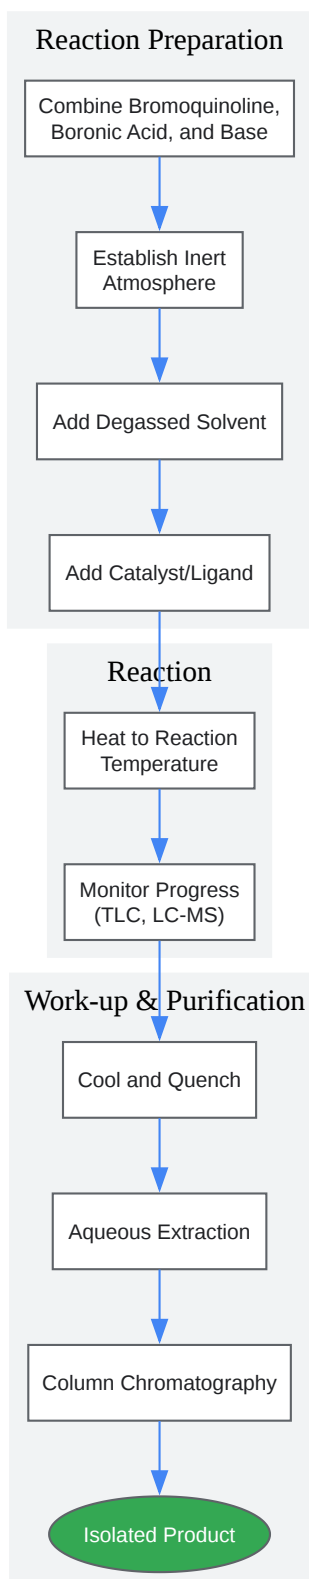 Reaction Preparation
Combine Bromoquinoline,
Boronic Acid, and Base
Establish Inert
Atmosphere
Add Degassed Solvent
Add Catalyst/Ligand
Reaction
Heat to Reaction
Temperature
Monitor Progress
(TLC, LC-MS)
Work-up & Purification
Cool and Quench
Aqueous Extraction
Column Chromatography
Isolated Product